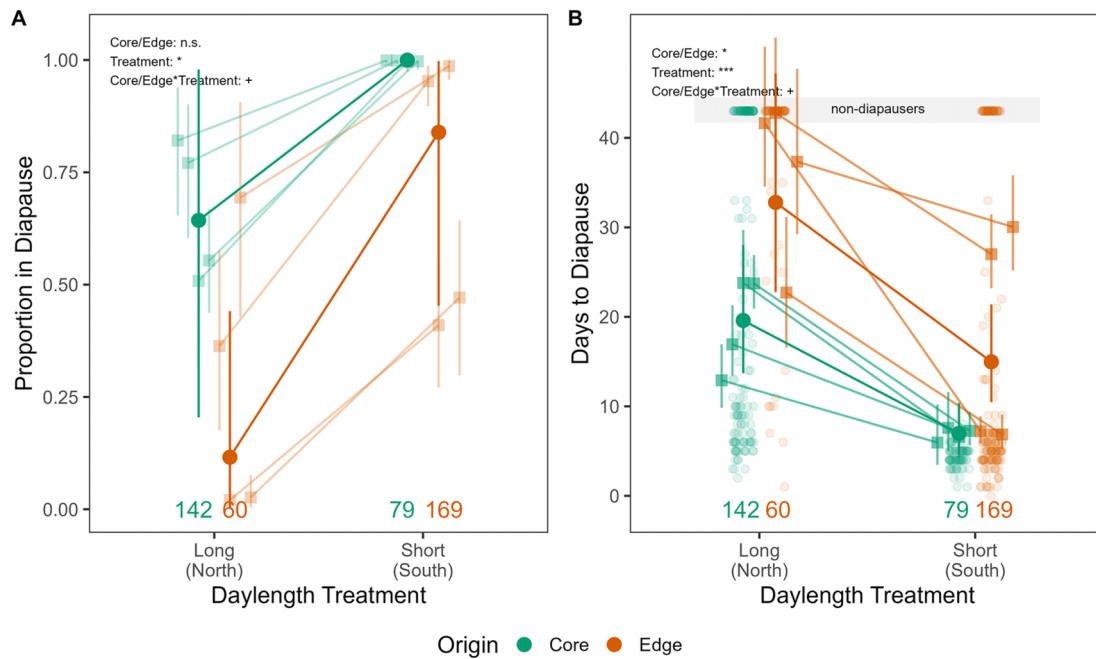 A
Core/Edge: n.s.
Treatment: *
Core/Edge*Treatment: +
Proportion in Diapause
1.00
0.75
0.50
0.25
0.00
142 60 79 169
Long
(North)
Short
(South)
Daylength Treatment
B
Core/Edge: *
Treatment: ***
Core/Edge*Treatment: +
non-diapausers
Days to Diapause
40
30
20
10
0
142 60 79 169
Long
(North)
Short
(South)
Daylength Treatment
Origin Core Edge